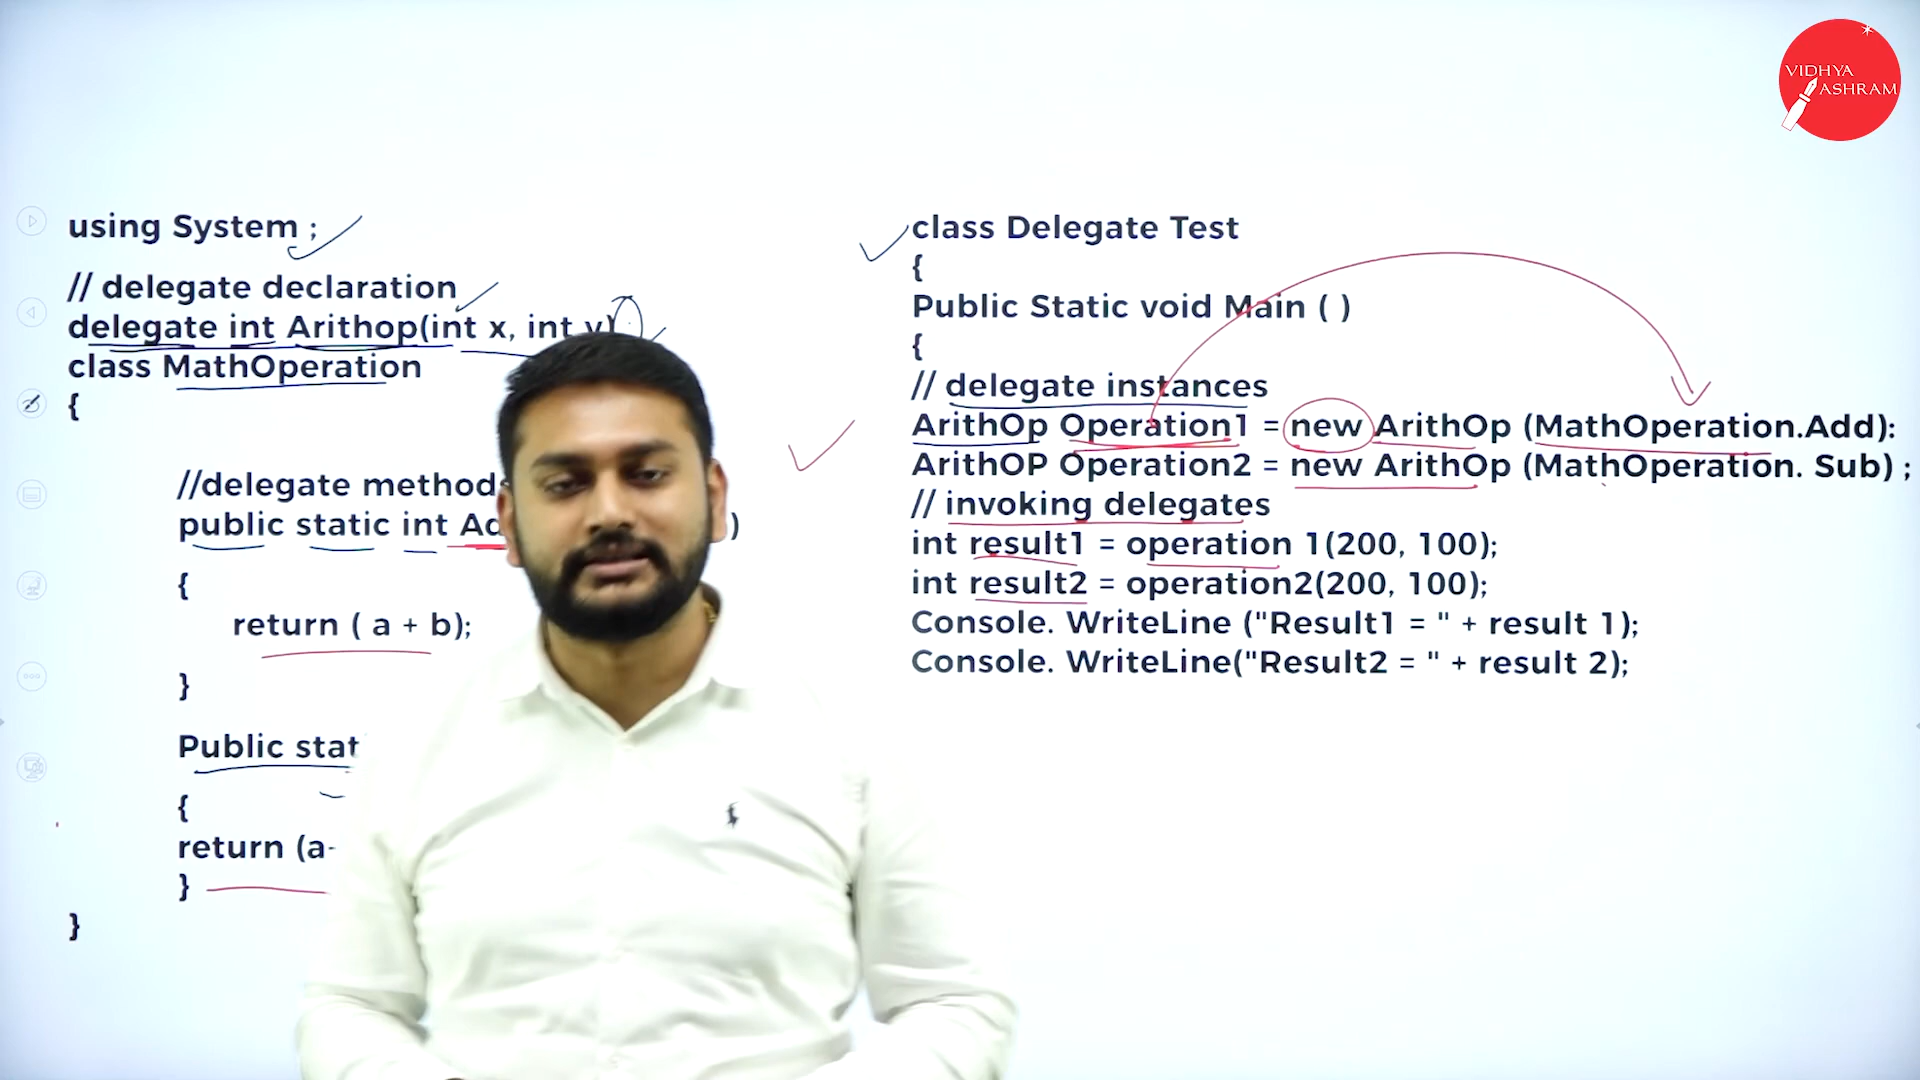 VIDHYA
ASHRAM
using System ;
// delegate declaration
delegate int Arithop(int x, int y)
class MathOperation
{
//delegate methods
public static int Ad )
{
return ( a + b);
}
Public stat
{
return (a-
}
}
class Delegate Test
{
Public Static void Main ( )
{
// delegate instances
ArithOp Operation1 = new ArithOp (MathOperation.Add):
ArithOP Operation2 = new ArithOp (MathOperation. Sub) ;
// invoking delegates
int result1 = operation 1(200, 100);
int result2 = operation2(200, 100);
Console. WriteLine ("Result1 = " + result 1);
Console. WriteLine("Result2 = " + result 2);